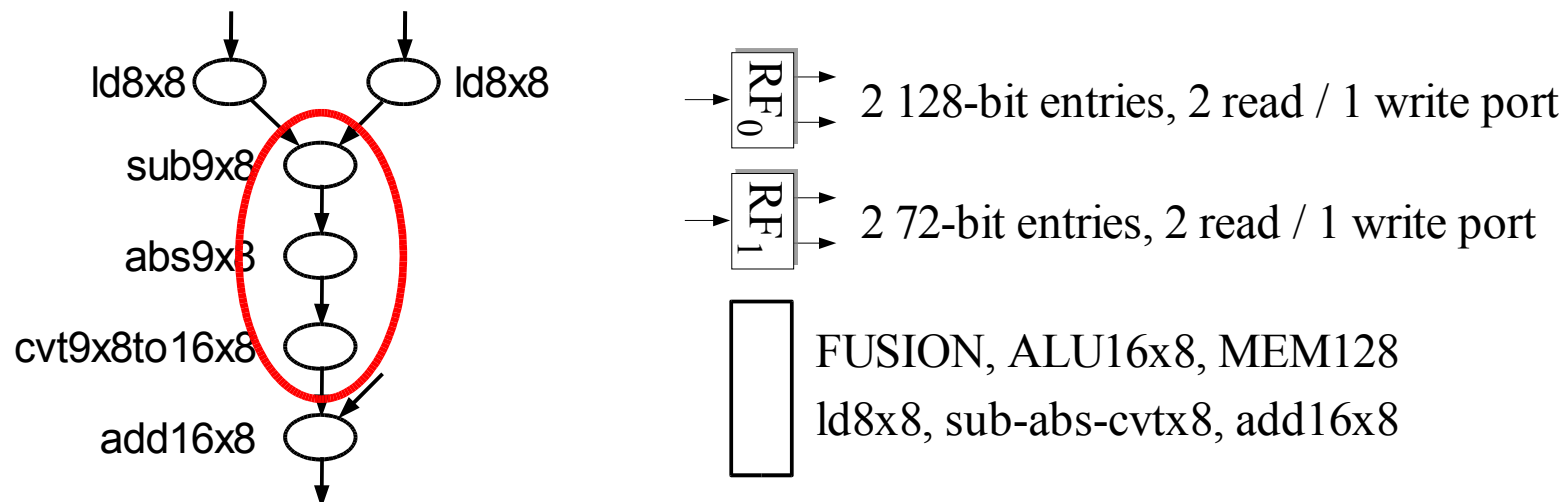 ld8x8
ld8x8
sub9x8
abs9x8
cvt9x8to16x8
add16x8
RF0
2 128-bit entries, 2 read / 1 write port
RF1
2 72-bit entries, 2 read / 1 write port
FUSION, ALU16x8, MEM128
ld8x8, sub-abs-cvtx8, add16x8